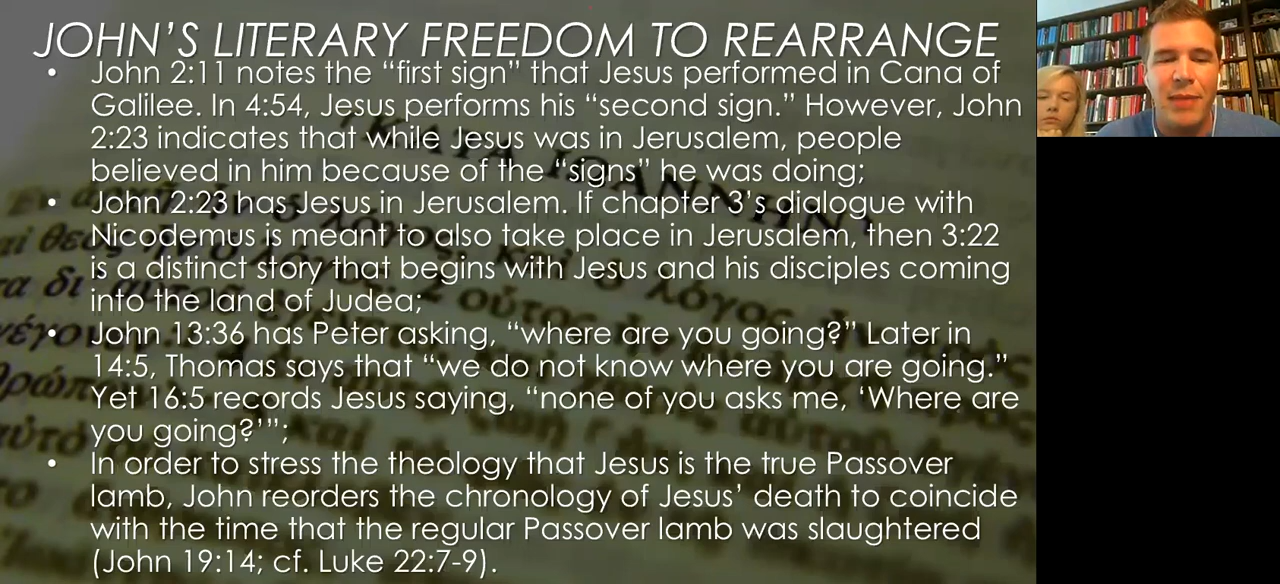 JOHN'S LITERARY FREEDOM TO REARRANGE
• John 2:11 notes the “first sign” that Jesus performed in Cana of
Galilee. In 4:54, Jesus performs his “second sign.” However, John
2:23 indicates that while Jesus was in Jerusalem, people
believed in him because of the “signs” he was doing;
• John 2:23 has Jesus in Jerusalem. If chapter 3’s dialogue with
Nicodemus is meant to also take place in Jerusalem, then 3:22
is a distinct story that begins with Jesus and his disciples coming
into the land of Judea;
• John 13:36 has Peter asking, “where are you going?” Later in
14:5, Thomas says that “we do not know where you are going.”
Yet 16:5 records Jesus saying, “none of you asks me, ‘Where are
you going?’”;
• In order to stress the theology that Jesus is the true Passover
lamb, John reorders the chronology of Jesus’ death to coincide
with the time that the regular Passover lamb was slaughtered
(John 19:14; cf. Luke 22:7-9).